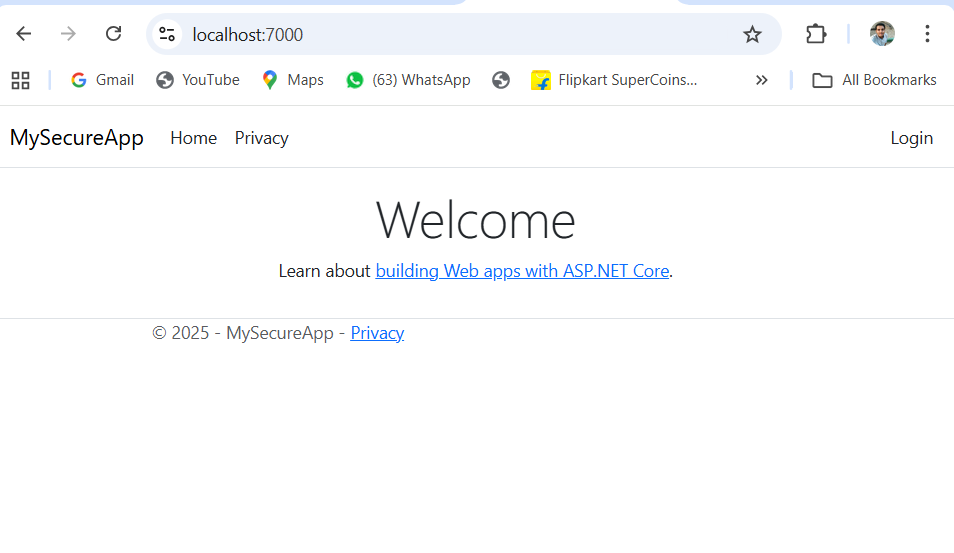 localhost:7000
Gmail YouTube Maps (63) WhatsApp Flipkart SuperCoins... All Bookmarks
MySecureApp Home Privacy Login
Welcome
Learn about building Web apps with ASP.NET Core.
© 2025 - MySecureApp - Privacy